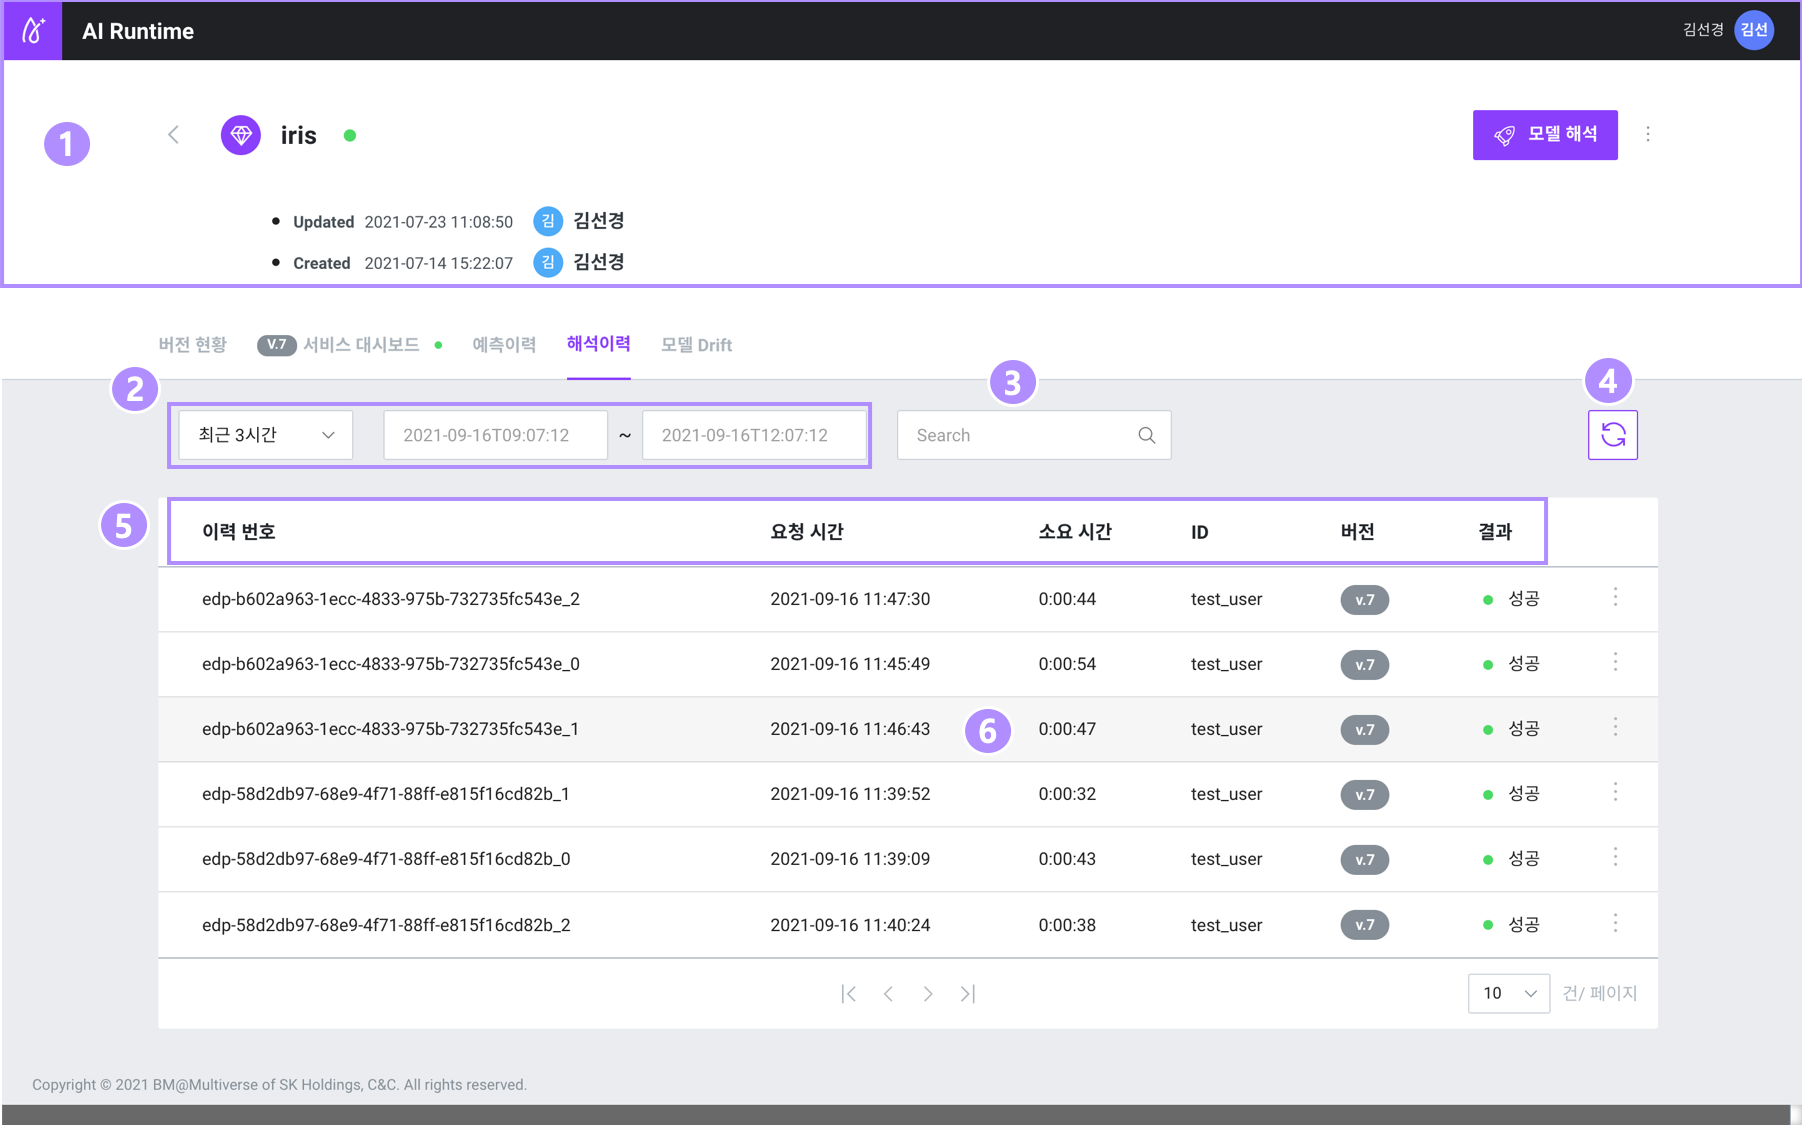 AI Runtime
김선경 김선
1
iris
모델 해석
Updated 2021-07-23 11:08:50 김 김선경
Created 2021-07-14 15:22:07 김 김선경
버전 현황 V.7 서비스 대시보드 예측이력 해석이력 모델 Drift
2 3 4
최근 3시간 2021-09-16T09:07:12 ~ 2021-09-16T12:07:12 Search
5
이력 번호 요청 시간 소요 시간 ID 버전 결과
edp-b602a963-1ecc-4833-975b-732735fc543e_2 2021-09-16 11:47:30 0:00:44 test_user v.7 성공
edp-b602a963-1ecc-4833-975b-732735fc543e_0 2021-09-16 11:45:49 0:00:54 test_user v.7 성공
edp-b602a963-1ecc-4833-975b-732735fc543e_1 2021-09-16 11:46:43 6 0:00:47 test_user v.7 성공
edp-58d2db97-68e9-4f71-88ff-e815f16cd82b_1 2021-09-16 11:39:52 0:00:32 test_user v.7 성공
edp-58d2db97-68e9-4f71-88ff-e815f16cd82b_0 2021-09-16 11:39:09 0:00:43 test_user v.7 성공
edp-58d2db97-68e9-4f71-88ff-e815f16cd82b_2 2021-09-16 11:40:24 0:00:38 test_user v.7 성공
10 건/ 페이지
Copyright © 2021 BM@Multiverse of SK Holdings, C&C. All rights reserved.